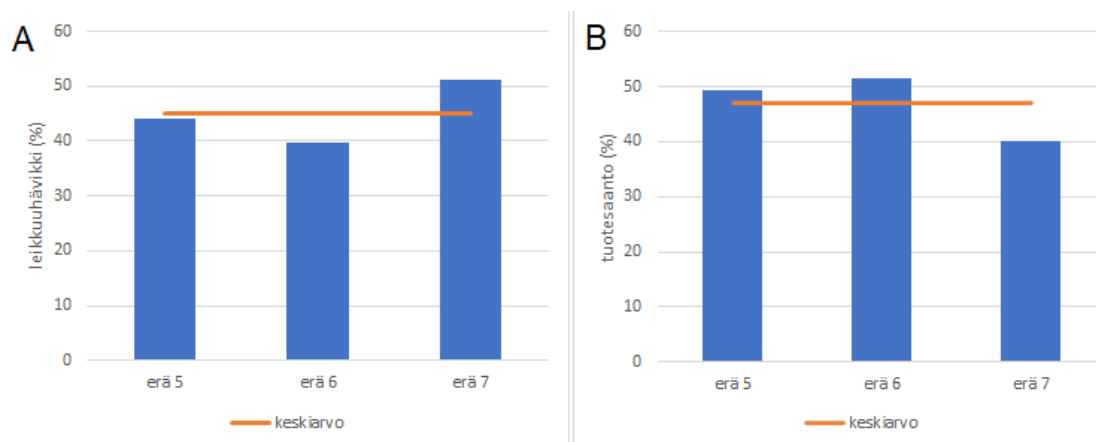 A
leikkuuhävikki (%)
60
50
40
30
20
10
0
erä 5 erä 6 erä 7
keskiarvo
B
tuotesaanto (%)
60
50
40
30
20
10
0
erä 5 erä 6 erä 7
keskiarvo